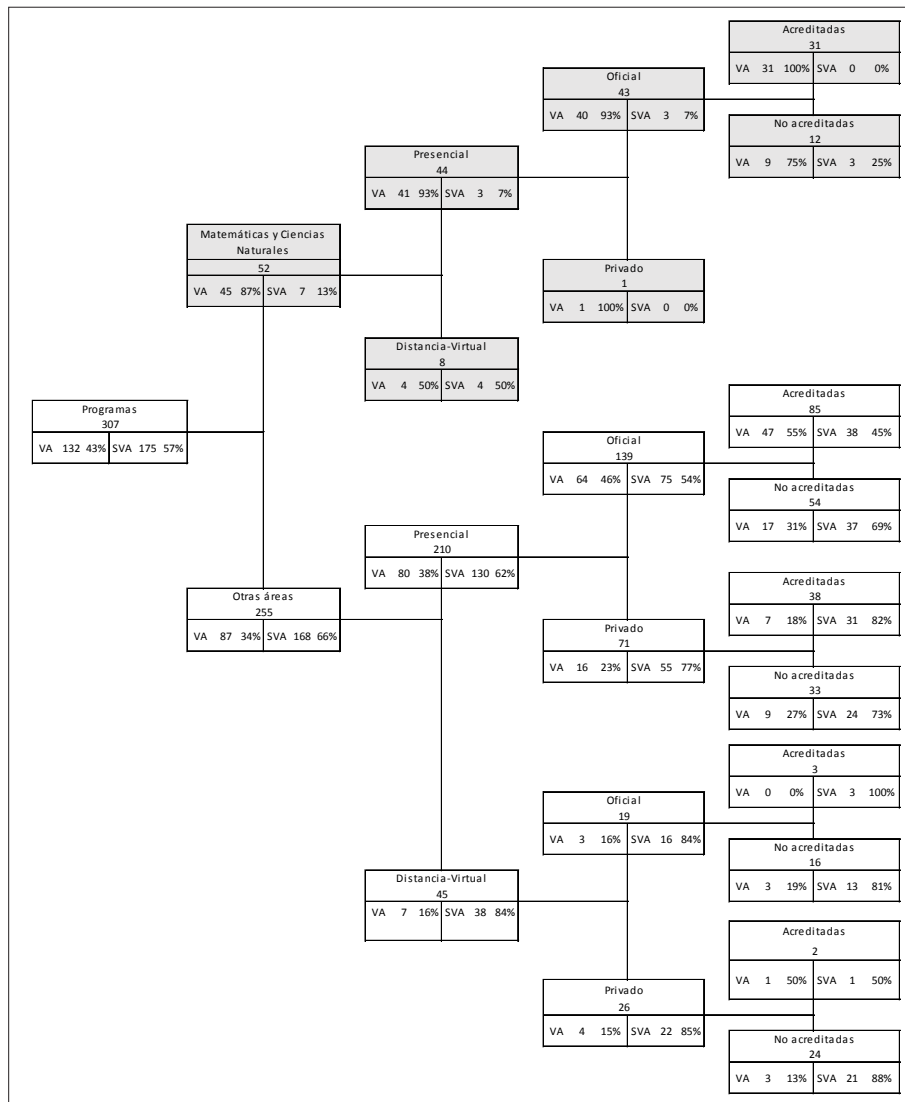 Acreditadas
31
VA 31 100% SVA 0 0%
Oficial
43
VA 40 93% SVA 3 7%
No acreditadas
12
VA 9 75% SVA 3 25%
Presencial
44
VA 41 93% SVA 3 7%
Matemáticas y Ciencias
Naturales
52
VA 45 87% SVA 7 13%
Privado
1
VA 1 100% SVA 0 0%
Distancia-Virtual
8
VA 4 50% SVA 4 50%
Programas
307
VA 132 43% SVA 175 57%
Acreditadas
85
VA 47 55% SVA 38 45%
Oficial
139
VA 64 46% SVA 75 54%
No acreditadas
54
VA 17 31% SVA 37 69%
Presencial
210
VA 80 38% SVA 130 62%
Otras áreas
255
VA 87 34% SVA 168 66%
Acreditadas
38
VA 7 18% SVA 31 82%
Privado
71
VA 16 23% SVA 55 77%
No acreditadas
33
VA 9 27% SVA 24 73%
Acreditadas
3
VA 0 0% SVA 3 100%
Oficial
19
VA 3 16% SVA 16 84%
No acreditadas
16
VA 3 19% SVA 13 81%
Distancia-Virtual
45
VA 7 16% SVA 38 84%
Acreditadas
2
VA 1 50% SVA 1 50%
Privado
26
VA 4 15% SVA 22 85%
No acreditadas
24
VA 3 13% SVA 21 88%